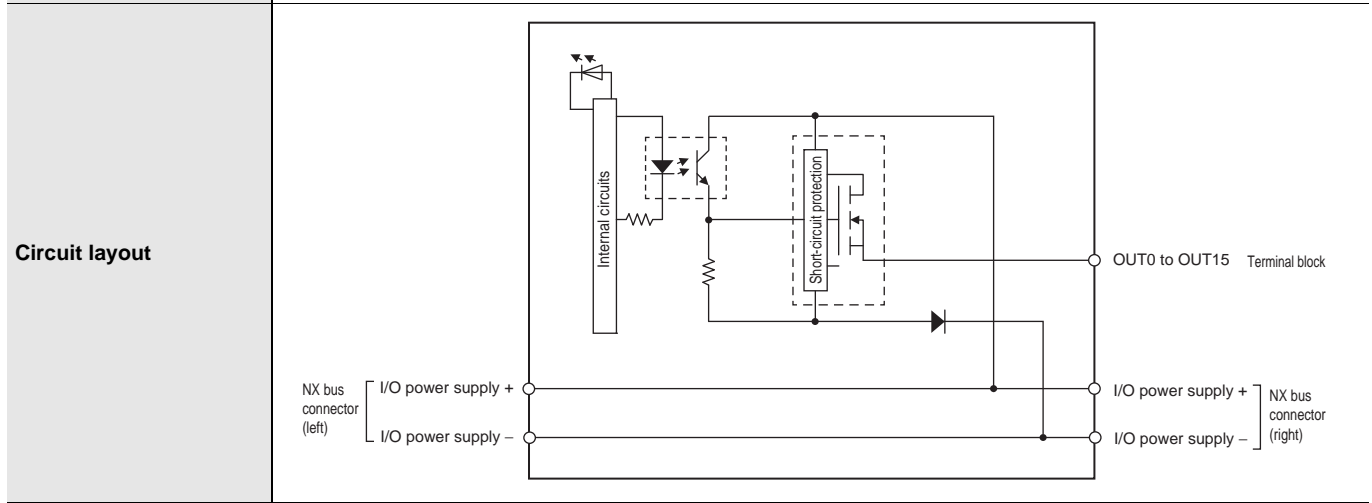 Circuit layout
Internal circuits
Short-circuit protection
OUT0 to OUT15 Terminal block
NX bus
connector
(left)
I/O power supply +
I/O power supply −
I/O power supply +
I/O power supply −
NX bus
connector
(right)